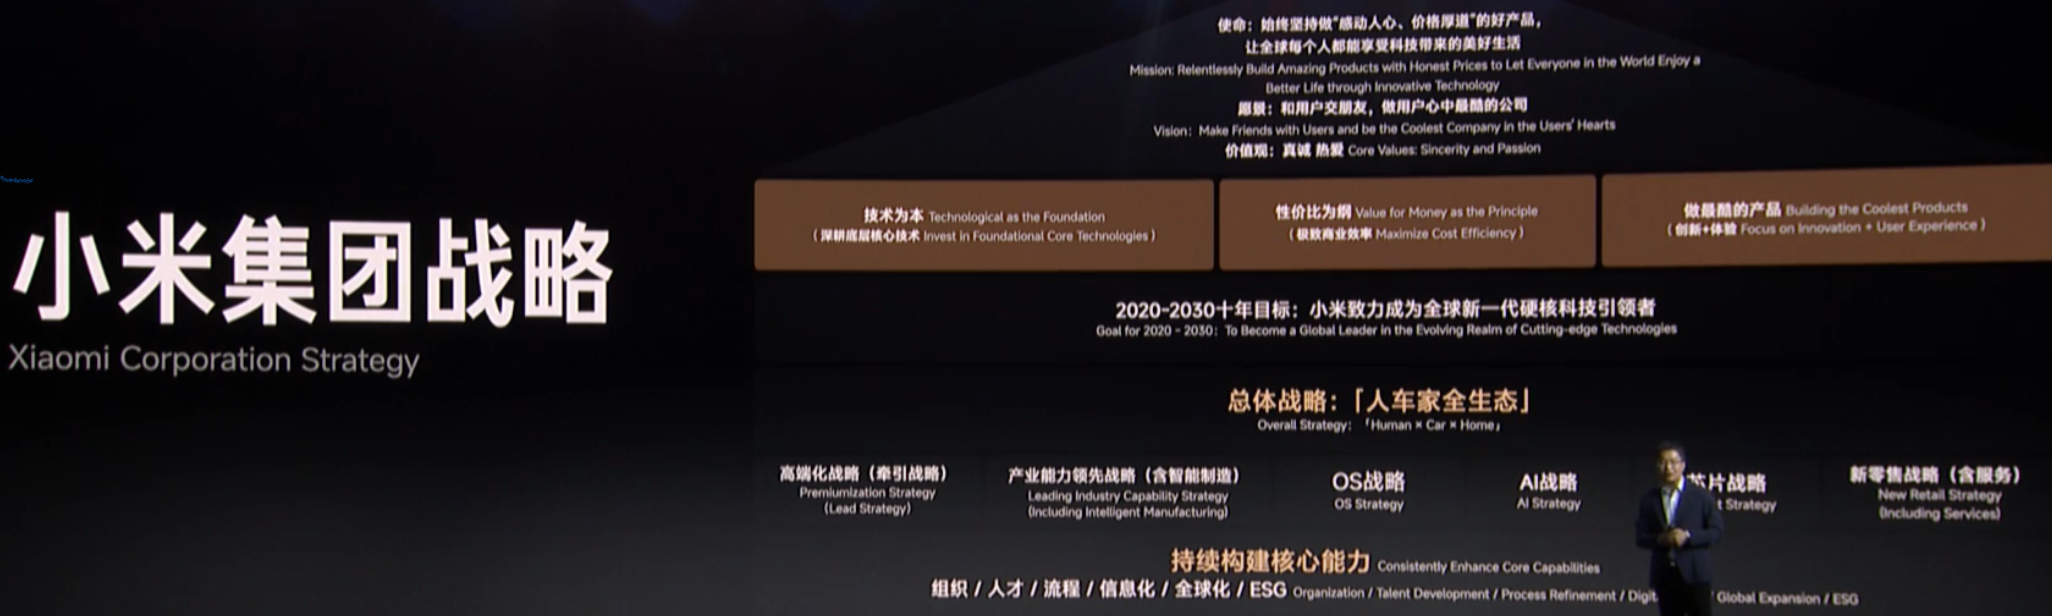 小米集团战略
Xiaomi Corporation Strategy
使命：始终坚持做"感动人心、价格厚道"的好产品，
让全球每个人都能享受科技带来的美好生活
Mission: Relentlessly Build Amazing Products with Honest Prices to Let Everyone in the World Enjoy a
Better Life through Innovative Technology
愿景：和用户交朋友，做用户心中最酷的公司
Vision: Make Friends with Users and be the Coolest Company in the Users' Hearts
价值观：真诚 热爱 Core Values: Sincerity and Passion
技术为本 Technological as the Foundation
（深耕底层核心技术 Invest in Foundational Core Technologies）
性价比为纲 Value for Money as the Principle
（极致商业效率 Maximize Cost Efficiency）
做最酷的产品 Building the Coolest Products
（创新+体验 Focus on Innovation + User Experience）
2020-2030十年目标：小米致力成为全球新一代硬核科技引领者
Goal for 2020 - 2030: To Become a Global Leader in the Evolving Realm of Cutting-edge Technologies
总体战略：「人车家全生态」
Overall Strategy: 「Human × Car × Home」
高端化战略（牵引战略）
Premiumization Strategy
(Lead Strategy)
产业能力领先战略（含智能制造）
Leading Industry Capability Strategy
(Including Intelligent Manufacturing)
OS战略
OS Strategy
AI战略
AI Strategy
芯片战略
t Strategy
新零售战略（含服务）
New Retail Strategy
(Including Services)
持续构建核心能力 Consistently Enhance Core Capabilities
组织 / 人才 / 流程 / 信息化 / 全球化 / ESG Organization / Talent Development / Process Refinement / Digit / Global Expansion / ESG